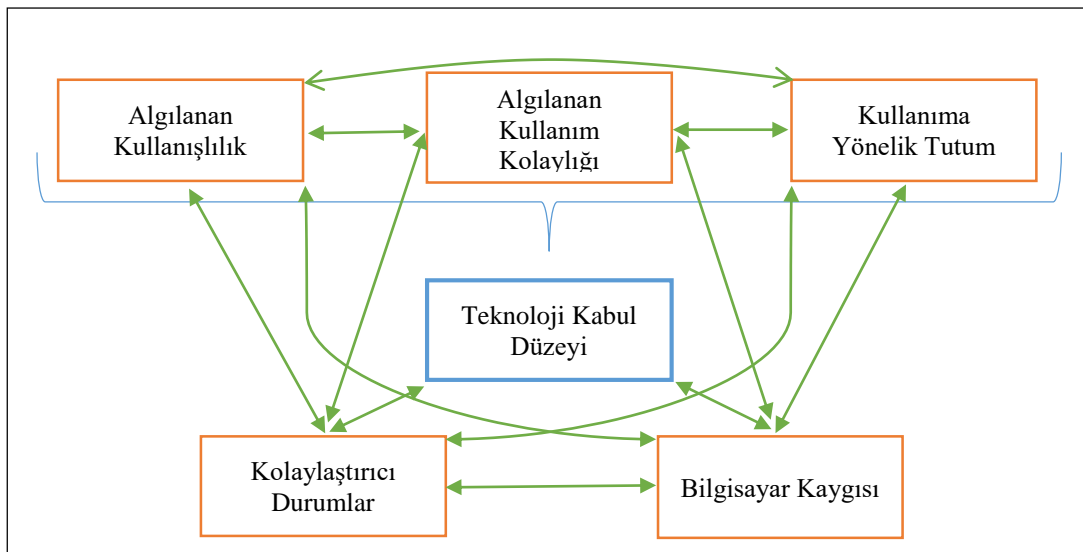 Algılanan
Kullanışlılık
Algılanan
Kullanım
Kolaylığı
Kullanıma
Yönelik Tutum
Teknoloji Kabul
Düzeyi
Kolaylaştırıcı
Durumlar
Bilgisayar Kaygısı